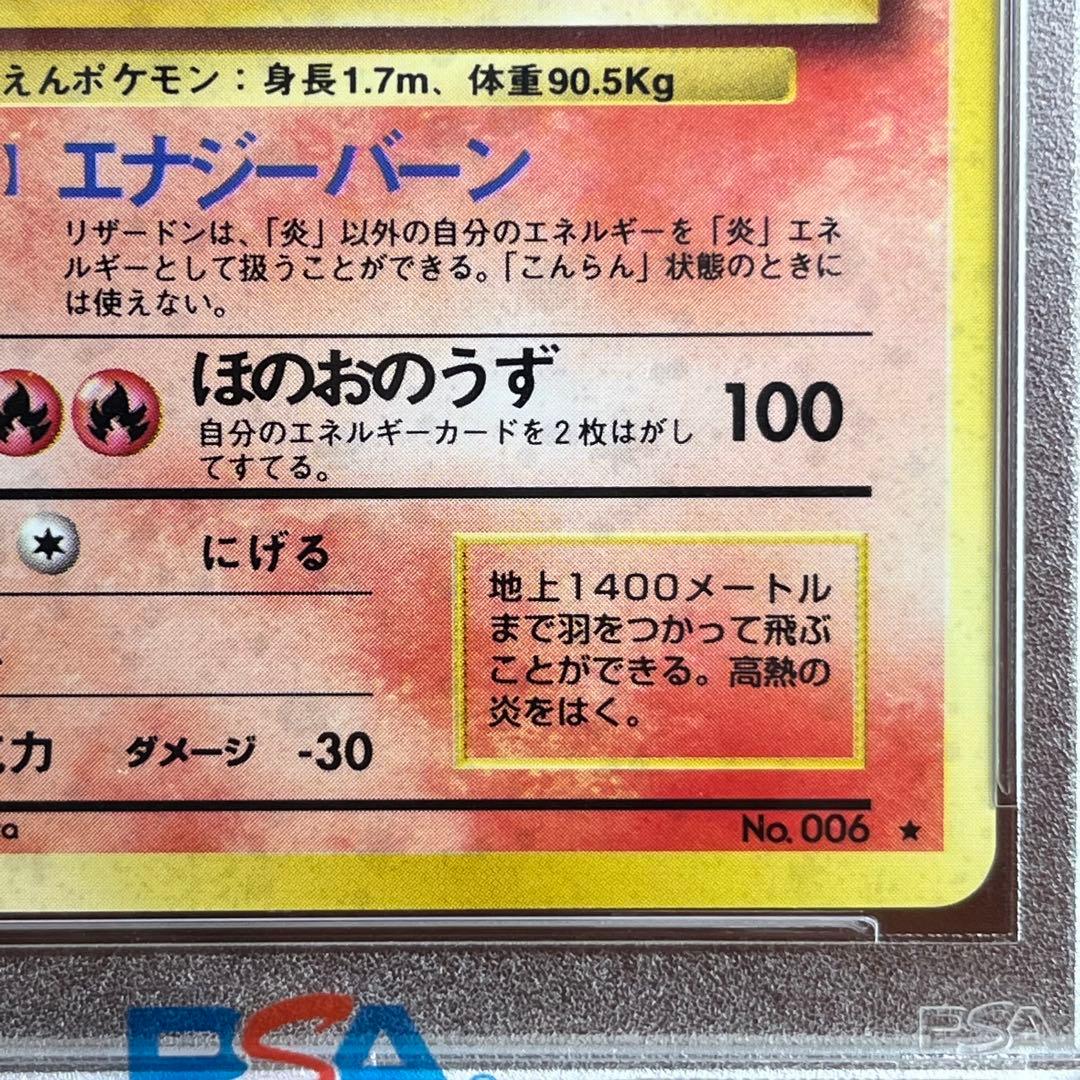 えんポケモン：身長1.7m、体重90.5Kg
エナジーバーン
リザードンは、「炎」以外の自分のエネルギーを「炎」エネ
ルギーとして扱うことができる。「こんらん」状態のときに
は使えない。
ほのおのうず 100
自分のエネルギーカードを２枚はがし
てすてる。
にげる
地上1400メートル
まで羽をつかって飛ぶ
ことができる。高熱の
炎をはく。
力 ダメージ -30
No. 006 ★
PSA
PSA